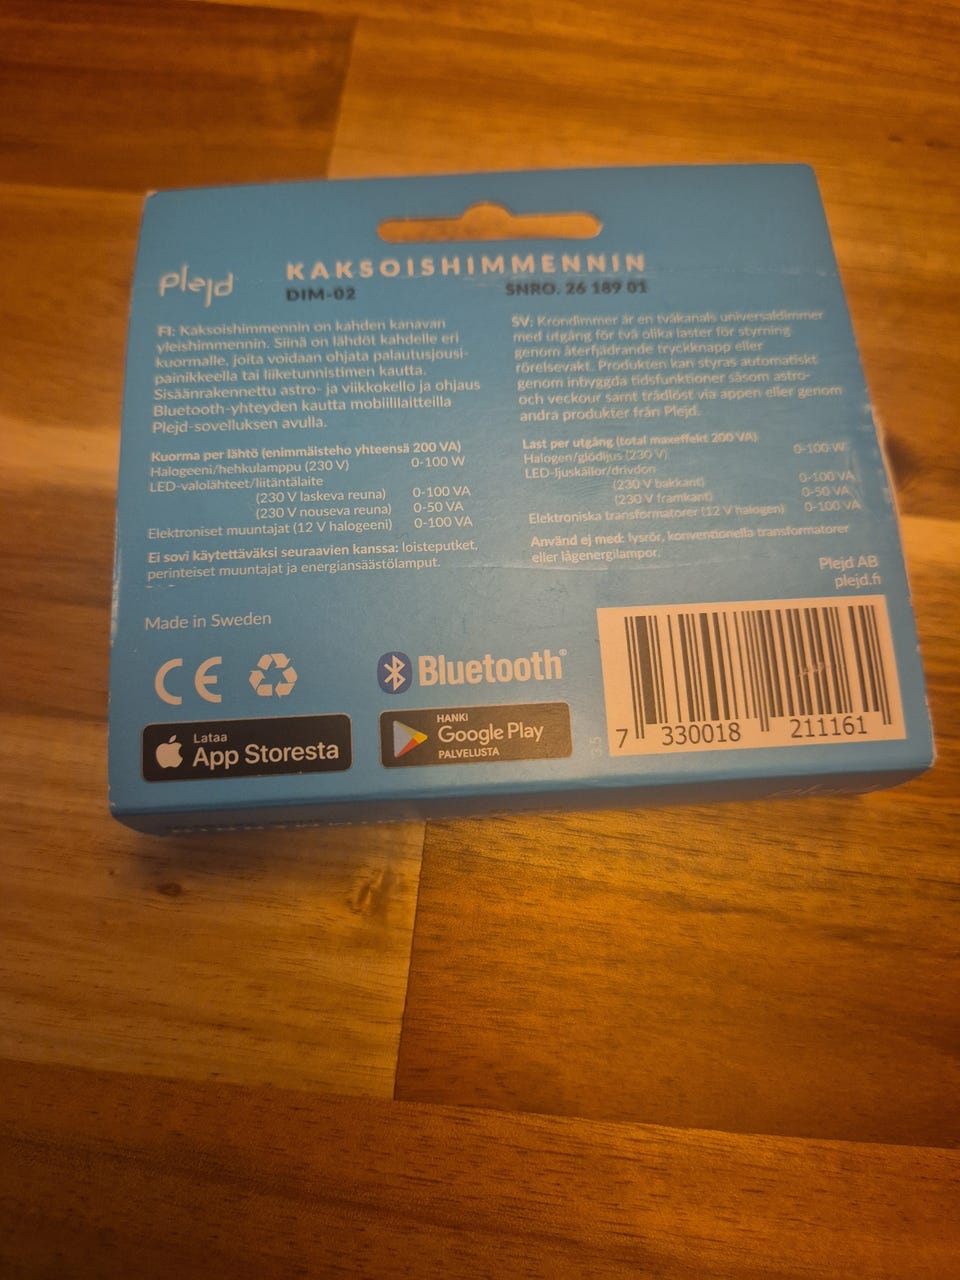 plejd
KAKSOISHIMMENNIN
DIM-02
SNRO. 26 189 01
FI: Kaksoishimmennin on kahden kanavan
yleishimmennin. Siinä on lähdöt kahdelle eri
kuormalle, joita voidaan ohjata palautusjousi-
painikkeella tai liiketunnistimen kautta.
Sisäänrakennettu astro- ja viikkokello ja ohjaus
Bluetooth-yhteyden kautta mobiililaitteilla
Plejd-sovelluksen avulla.
Kuorma per lähtö (enimmäisteho yhteensä 200 VA)
Halogeeni/hehkulamppu (230 V) 0-100 W
LED-valolähteet/liitäntälaite
(230 V laskeva reuna) 0-100 VA
(230 V nouseva reuna) 0-50 VA
Elektroniset muuntajat (12 V halogeeni) 0-100 VA
Ei sovi käytettäväksi seuraavien kanssa: loisteputket,
perinteiset muuntajat ja energiansäästölamput.
SV: Krondimmer är en tvåkanals universaldimmer
med utgång för två olika laster för styrning
genom återfjädrande tryckknapp eller
rörelsevakt. Produkten kan styras automatiskt
genom inbyggda tidsfunktioner såsom astro-
och veckour samt trådlöst via appen eller genom
andra produkter från Plejd.
Last per utgång (total maxeffekt 200 VA)
Halogen/glödljus (230 V) 0-100 W
LED-ljuskällor/drivdon
(230 V bakkant) 0-100 VA
(230 V framkant) 0-50 VA
Elektroniska transformatorer (12 V halogen) 0-100 VA
Använd ej med: lysrör, konventionella transformatorer
eller lågenergilampor.
Plejd AB
plejd.fi
Made in Sweden
CE
Bluetooth®
Lataa
App Storesta
HANKI
Google Play
PALVELUSTA
3.5
7 330018 211161